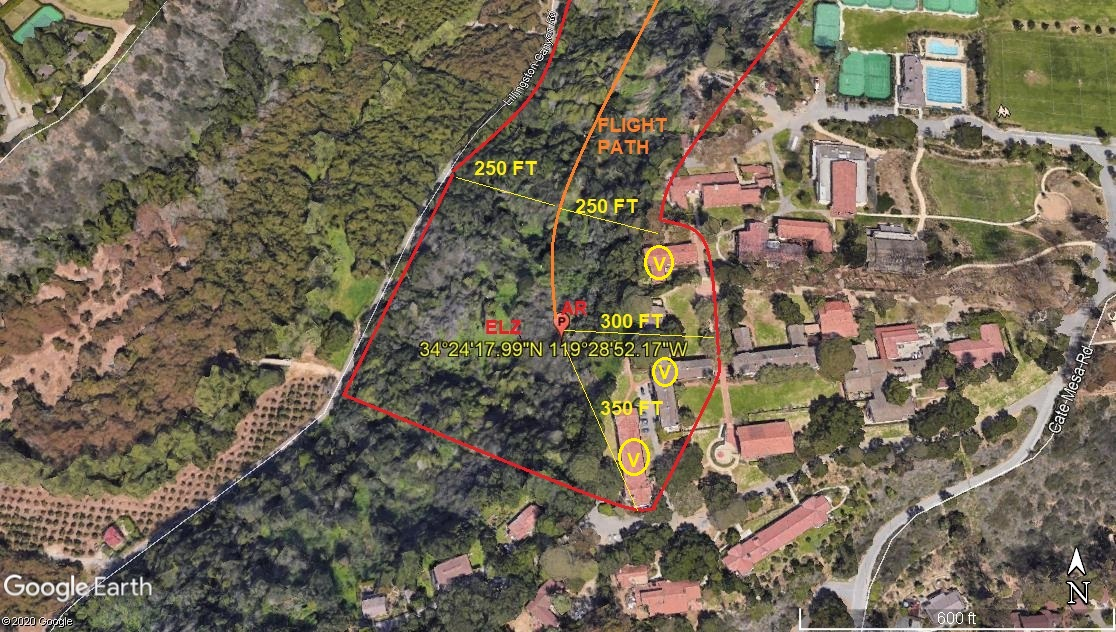 Lillingston Canyon Rd
FLIGHT
PATH
250 FT
250 FT
V
AR
P
300 FT
ELZ
34°24'17.99"N 119°28'52.17"W
V
350 FT
Cate-Mesa-Rd
V
Google Earth
N
©2020 Google
600 ft